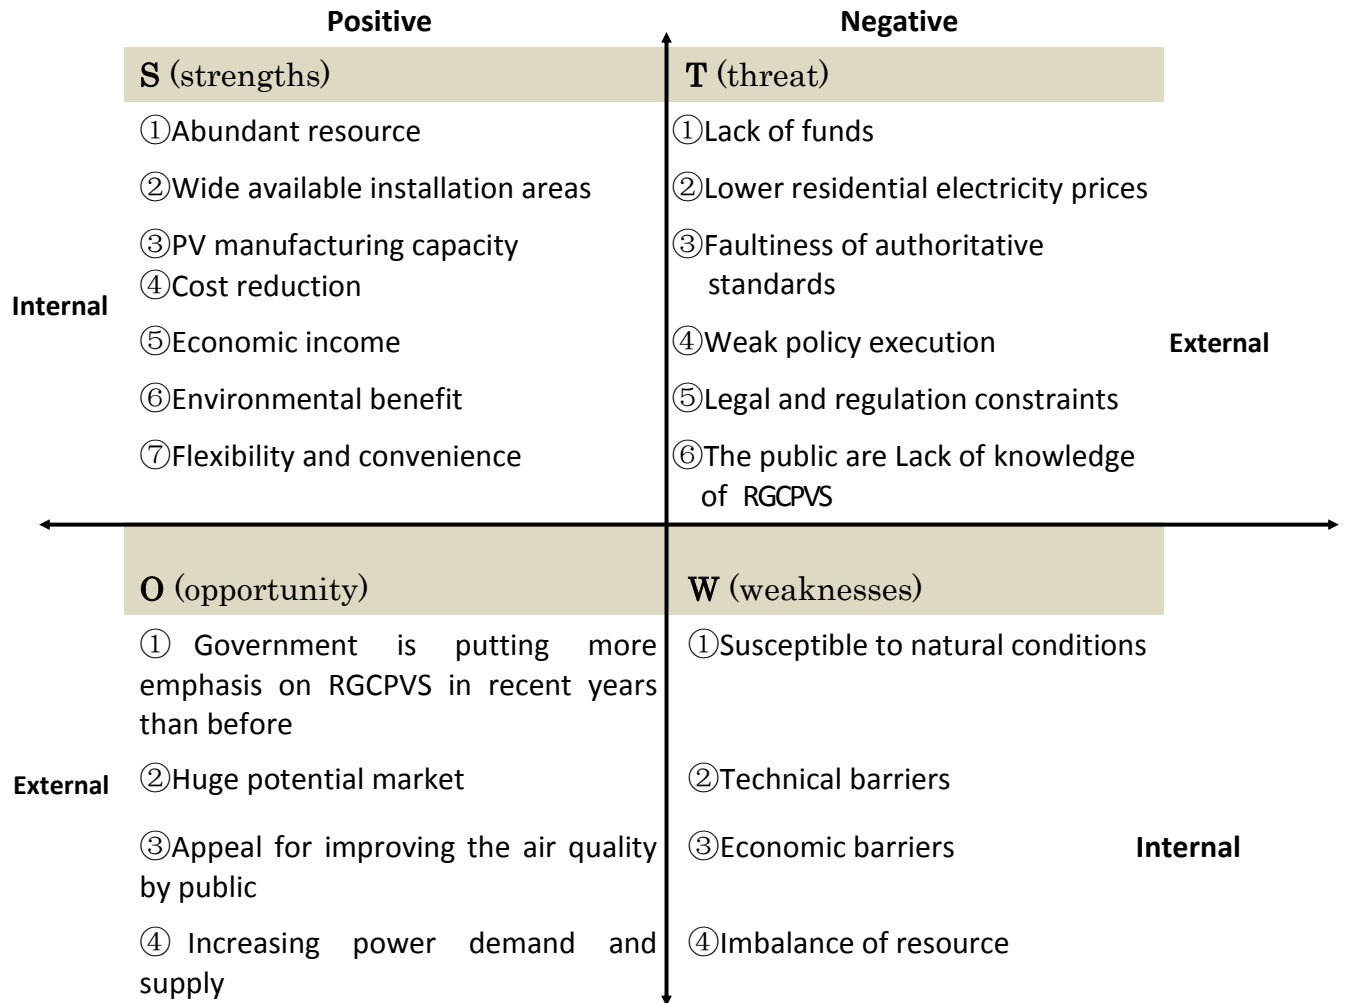 Positive
Negative
S (strengths)
①Abundant resource
②Wide available installation areas
③PV manufacturing capacity
④Cost reduction
⑤Economic income
⑥Environmental benefit
⑦Flexibility and convenience
Internal
T (threat)
①Lack of funds
②Lower residential electricity prices
③Faultiness of authoritative
standards
④Weak policy execution
⑤Legal and regulation constraints
⑥The public are Lack of knowledge
of RGCPVS
External
O (opportunity)
① Government is putting more
emphasis on RGCPVS in recent years
than before
②Huge potential market
③Appeal for improving the air quality
by public
④ Increasing power demand and
supply
External
W (weaknesses)
①Susceptible to natural conditions
②Technical barriers
③Economic barriers
④Imbalance of resource
Internal